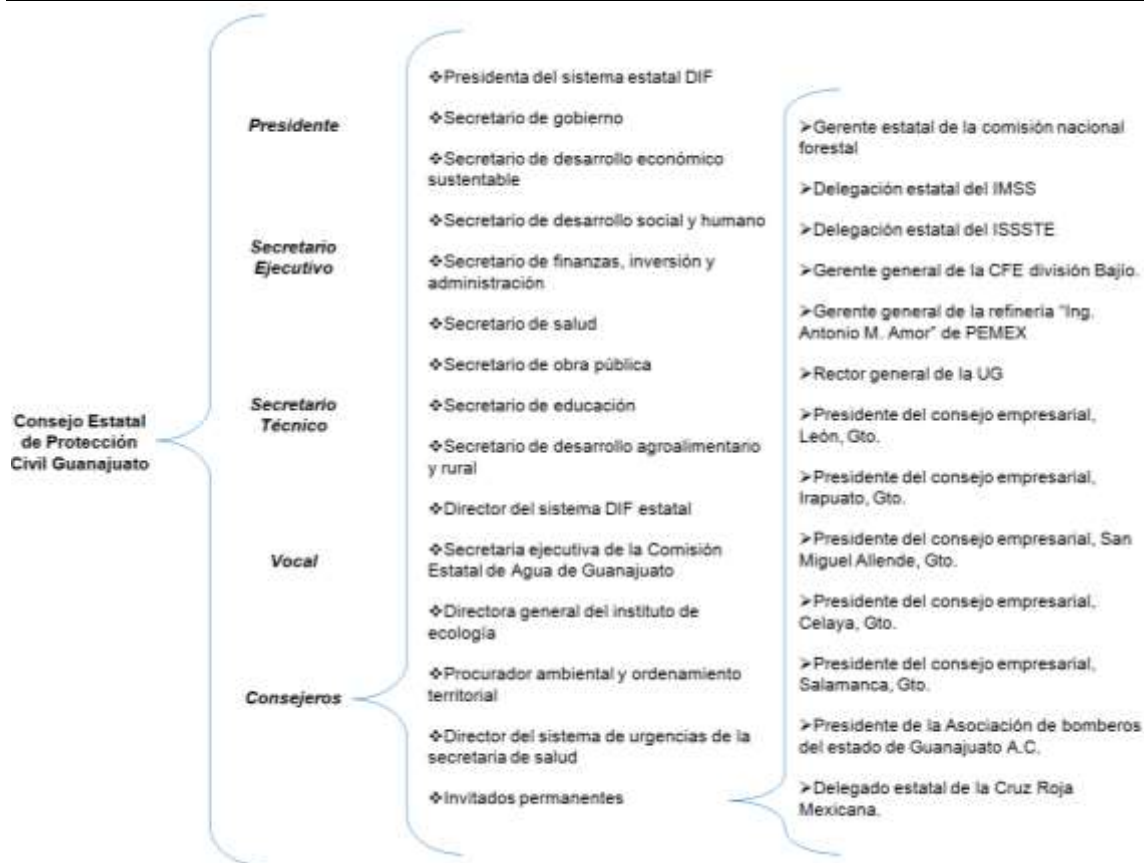 Consejo Estatal
de Protección
Civil Guanajuato
Presidente
Secretario
Ejecutivo
Secretario
Técnico
Vocal
Consejeros
❖Presidenta del sistema estatal DIF
❖Secretario de gobierno
❖Secretario de desarrollo económico
sustentable
❖Secretario de desarrollo social y humano
❖Secretario de finanzas, inversión y
administración
❖Secretario de salud
❖Secretario de obra pública
❖Secretario de educación
❖Secretario de desarrollo agroalimentario
y rural
❖Director del sistema DIF estatal
❖Secretaria ejecutiva de la Comisión
Estatal de Agua de Guanajuato
❖Directora general del instituto de
ecología
❖Procurador ambiental y ordenamiento
territorial
❖Director del sistema de urgencias de la
secretaría de salud
❖Invitados permanentes
➢Gerente estatal de la comisión nacional
forestal
➢Delegación estatal del IMSS
➢Delegación estatal del ISSSTE
➢Gerente general de la CFE división Bajío.
➢Gerente general de la refinería "Ing.
Antonio M. Amor" de PEMEX
➢Rector general de la UG
➢Presidente del consejo empresarial,
León, Gto.
➢Presidente del consejo empresarial,
Irapuato, Gto.
➢Presidente del consejo empresarial, San
Miguel Allende, Gto.
➢Presidente del consejo empresarial,
Celaya, Gto.
➢Presidente del consejo empresarial,
Salamanca, Gto.
➢Presidente de la Asociación de bomberos
del estado de Guanajuato A.C.
➢Delegado estatal de la Cruz Roja
Mexicana.